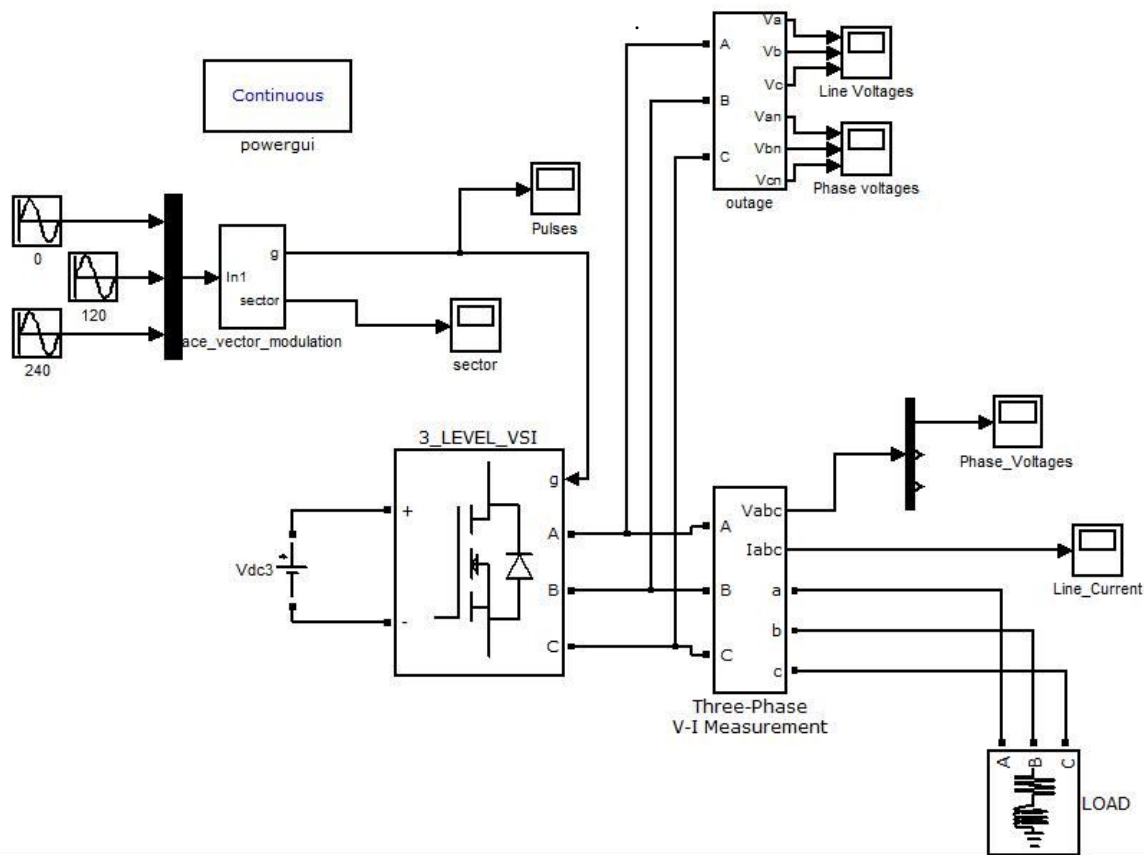 Continuous
powergui
0
120
240
In1
g
sector
ace_vector_modulation
Pulses
sector
A
B
C
Va
Vb
Vc
Van
Vbn
Vcn
outage
Line Voltages
Phase voltages
3_LEVEL_VSI
+
-
g
A
B
C
Vdc3
+
A
B
C
Vabc
Iabc
a
b
c
Three-Phase
V-I Measurement
Phase_Voltages
Line_Current
A
B
C
LOAD